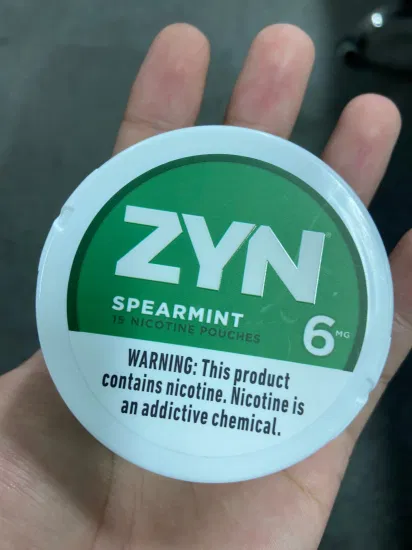 ZYN
SPEARMINT
15 NICOTINE POUCHES
6 MG
WARNING: This product
contains nicotine. Nicotine is
an addictive chemical.